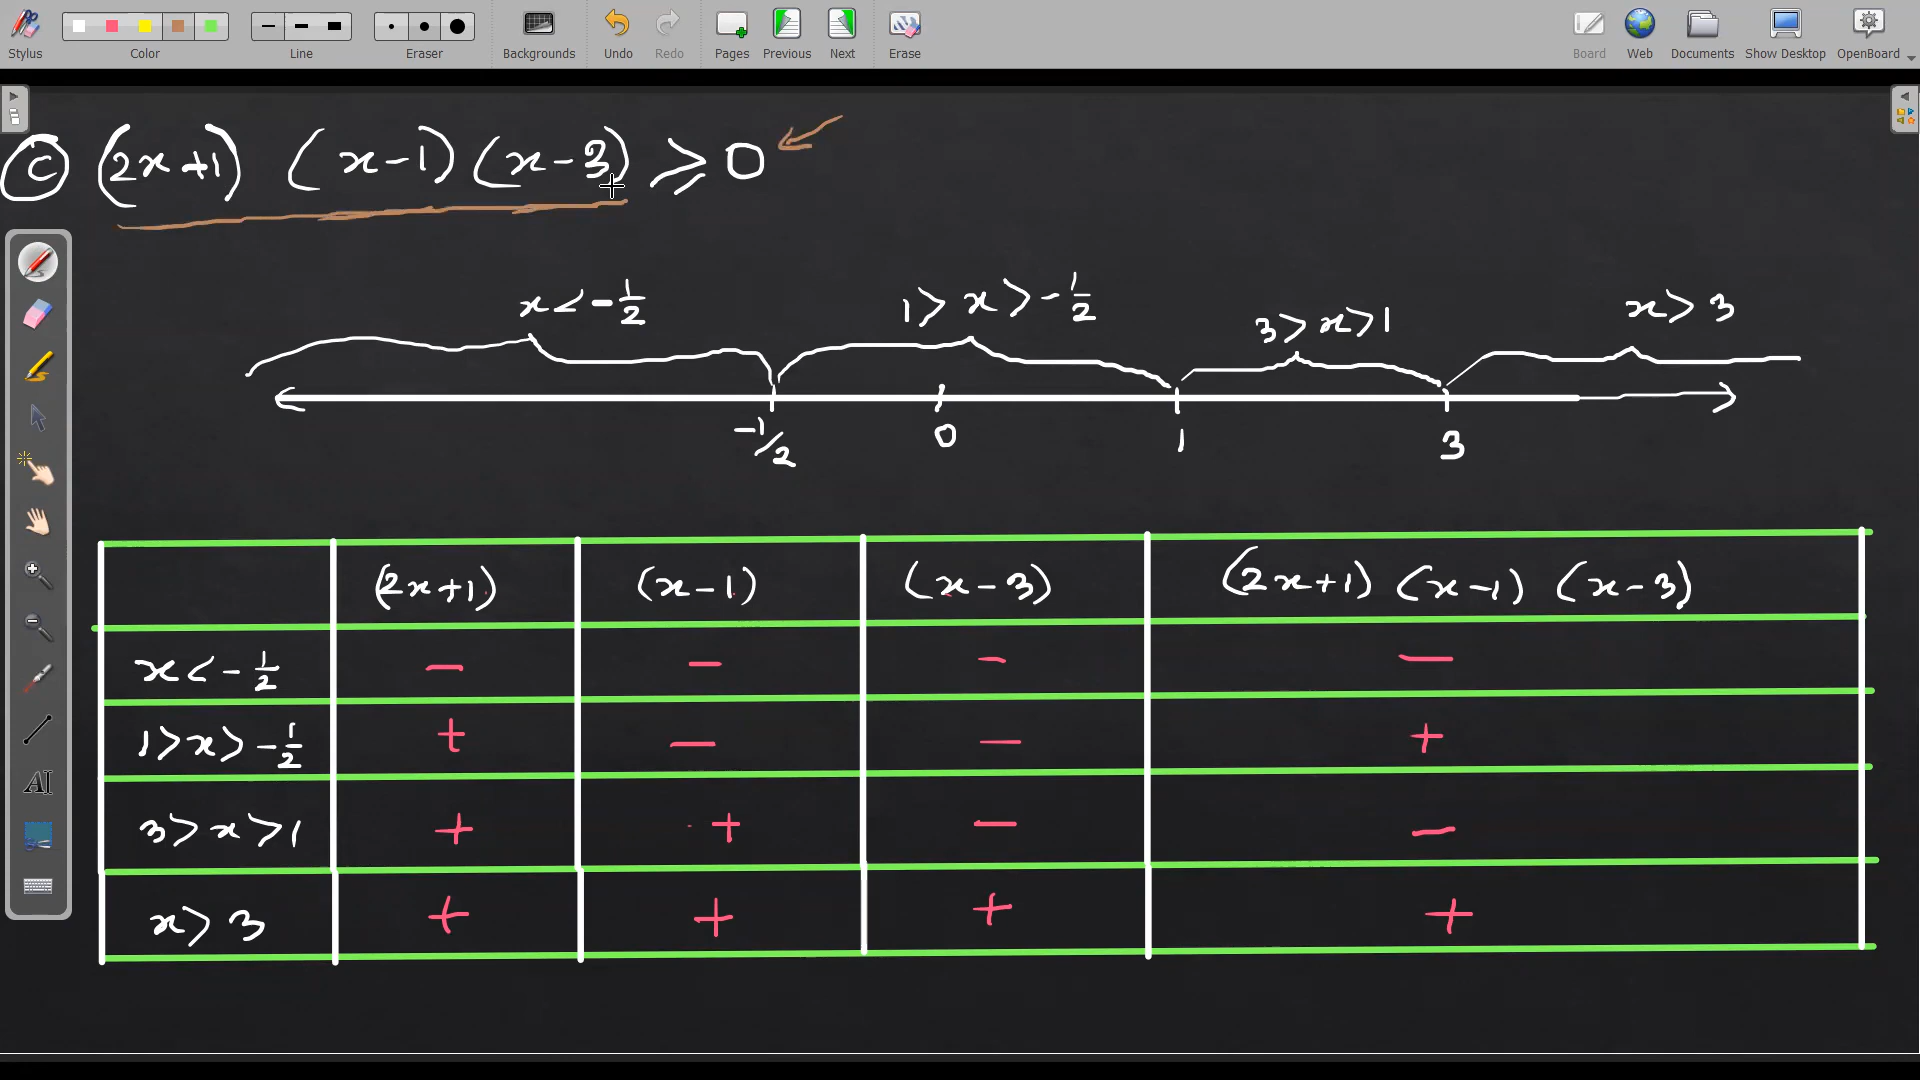 Stylus Color Line Eraser Backgrounds Undo Redo Pages Previous Next Erase Board Web Documents Show Desktop OpenBoard
Ⓒ (2x+1) (x-1) (x-3) ⩾ 0
x < -1/2 1 > x > -1/2 3 > x > 1 x > 3
-1/2 0 1 3
(2x+1) (x-1) (x-3) (2x+1) (x-1) (x-3)
x < -1/2 - - - -
1 > x > -1/2 + - - +
3 > x > 1 + + - -
x > 3 + + + +
AI